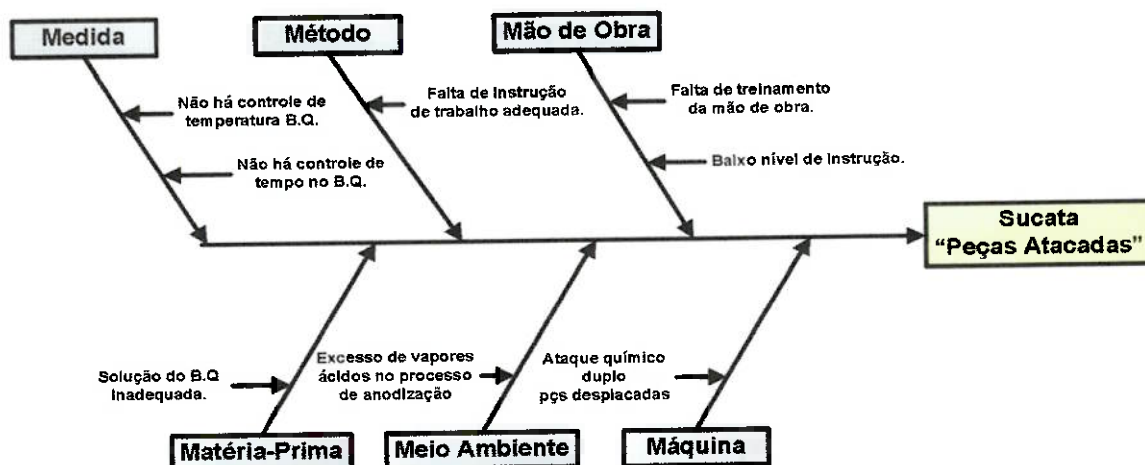 Medida
Método
Mão de Obra
Não há controle de
temperatura B.Q.
Não há controle de
tempo no B.Q.
Falta de instrução
de trabalho adequada.
Falta de treinamento
da mão de obra.
Baixo nível de instrução.
Sucata
“Peças Atacadas”
Solução do B.Q
inadequada.
Excesso de vapores
ácidos no processo
de anodização
Ataque químico
duplo
pçs desplacadas
Matéria-Prima
Meio Ambiente
Máquina